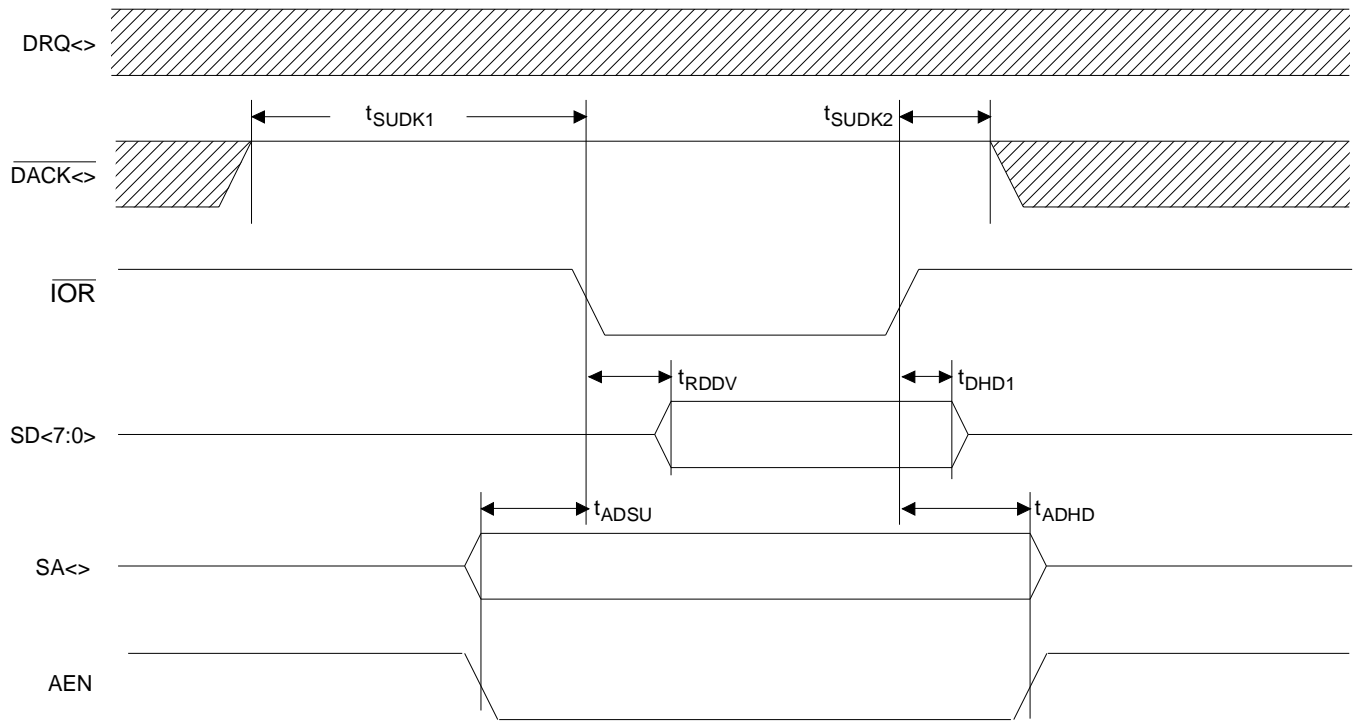 DRQ<>
tSUDK1
tSUDK2
DACK<>
IOR
tRDDV
tDHD1
SD<7:0>
tADSU
tADHD
SA<>
AEN